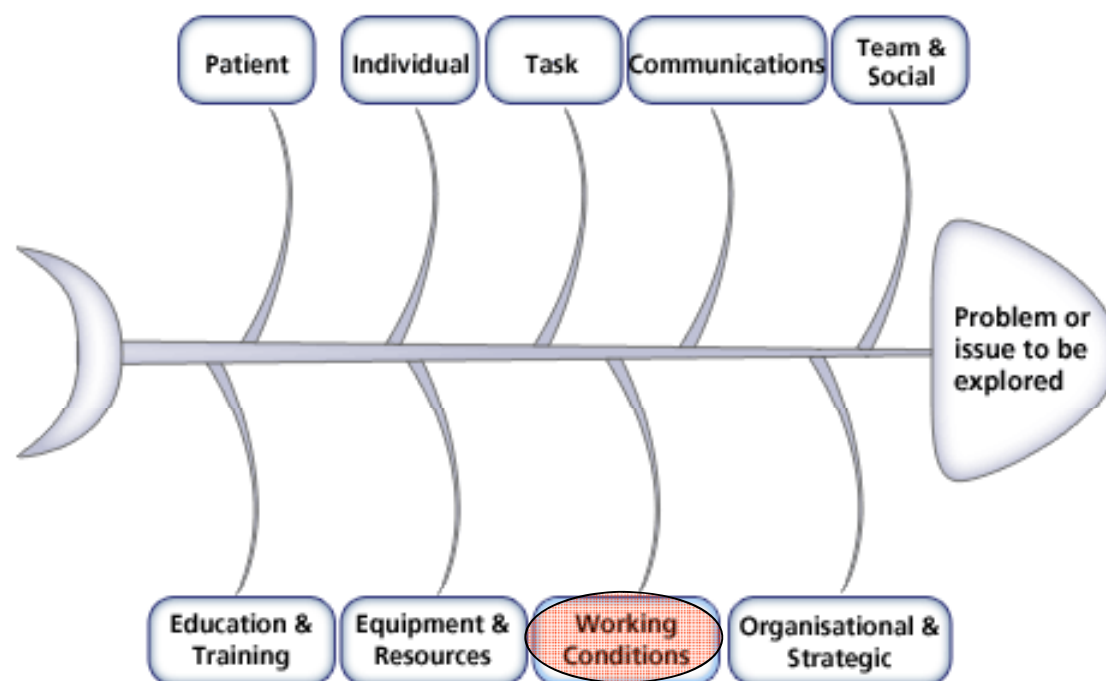 Patient
Individual
Task
Communications
Team &
Social
Problem or
issue to be
explored
Education &
Training
Equipment &
Resources
Working
Conditions
Organisational &
Strategic